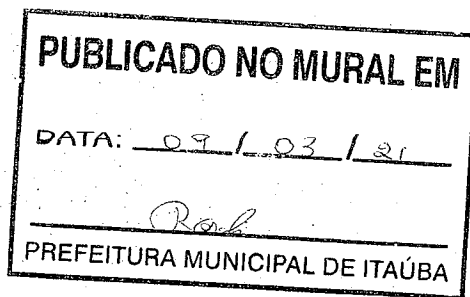 PUBLICADO NO MURAL EM
DATA: 09 / 03 / 21
PREFEITURA MUNICIPAL DE ITAÚBA